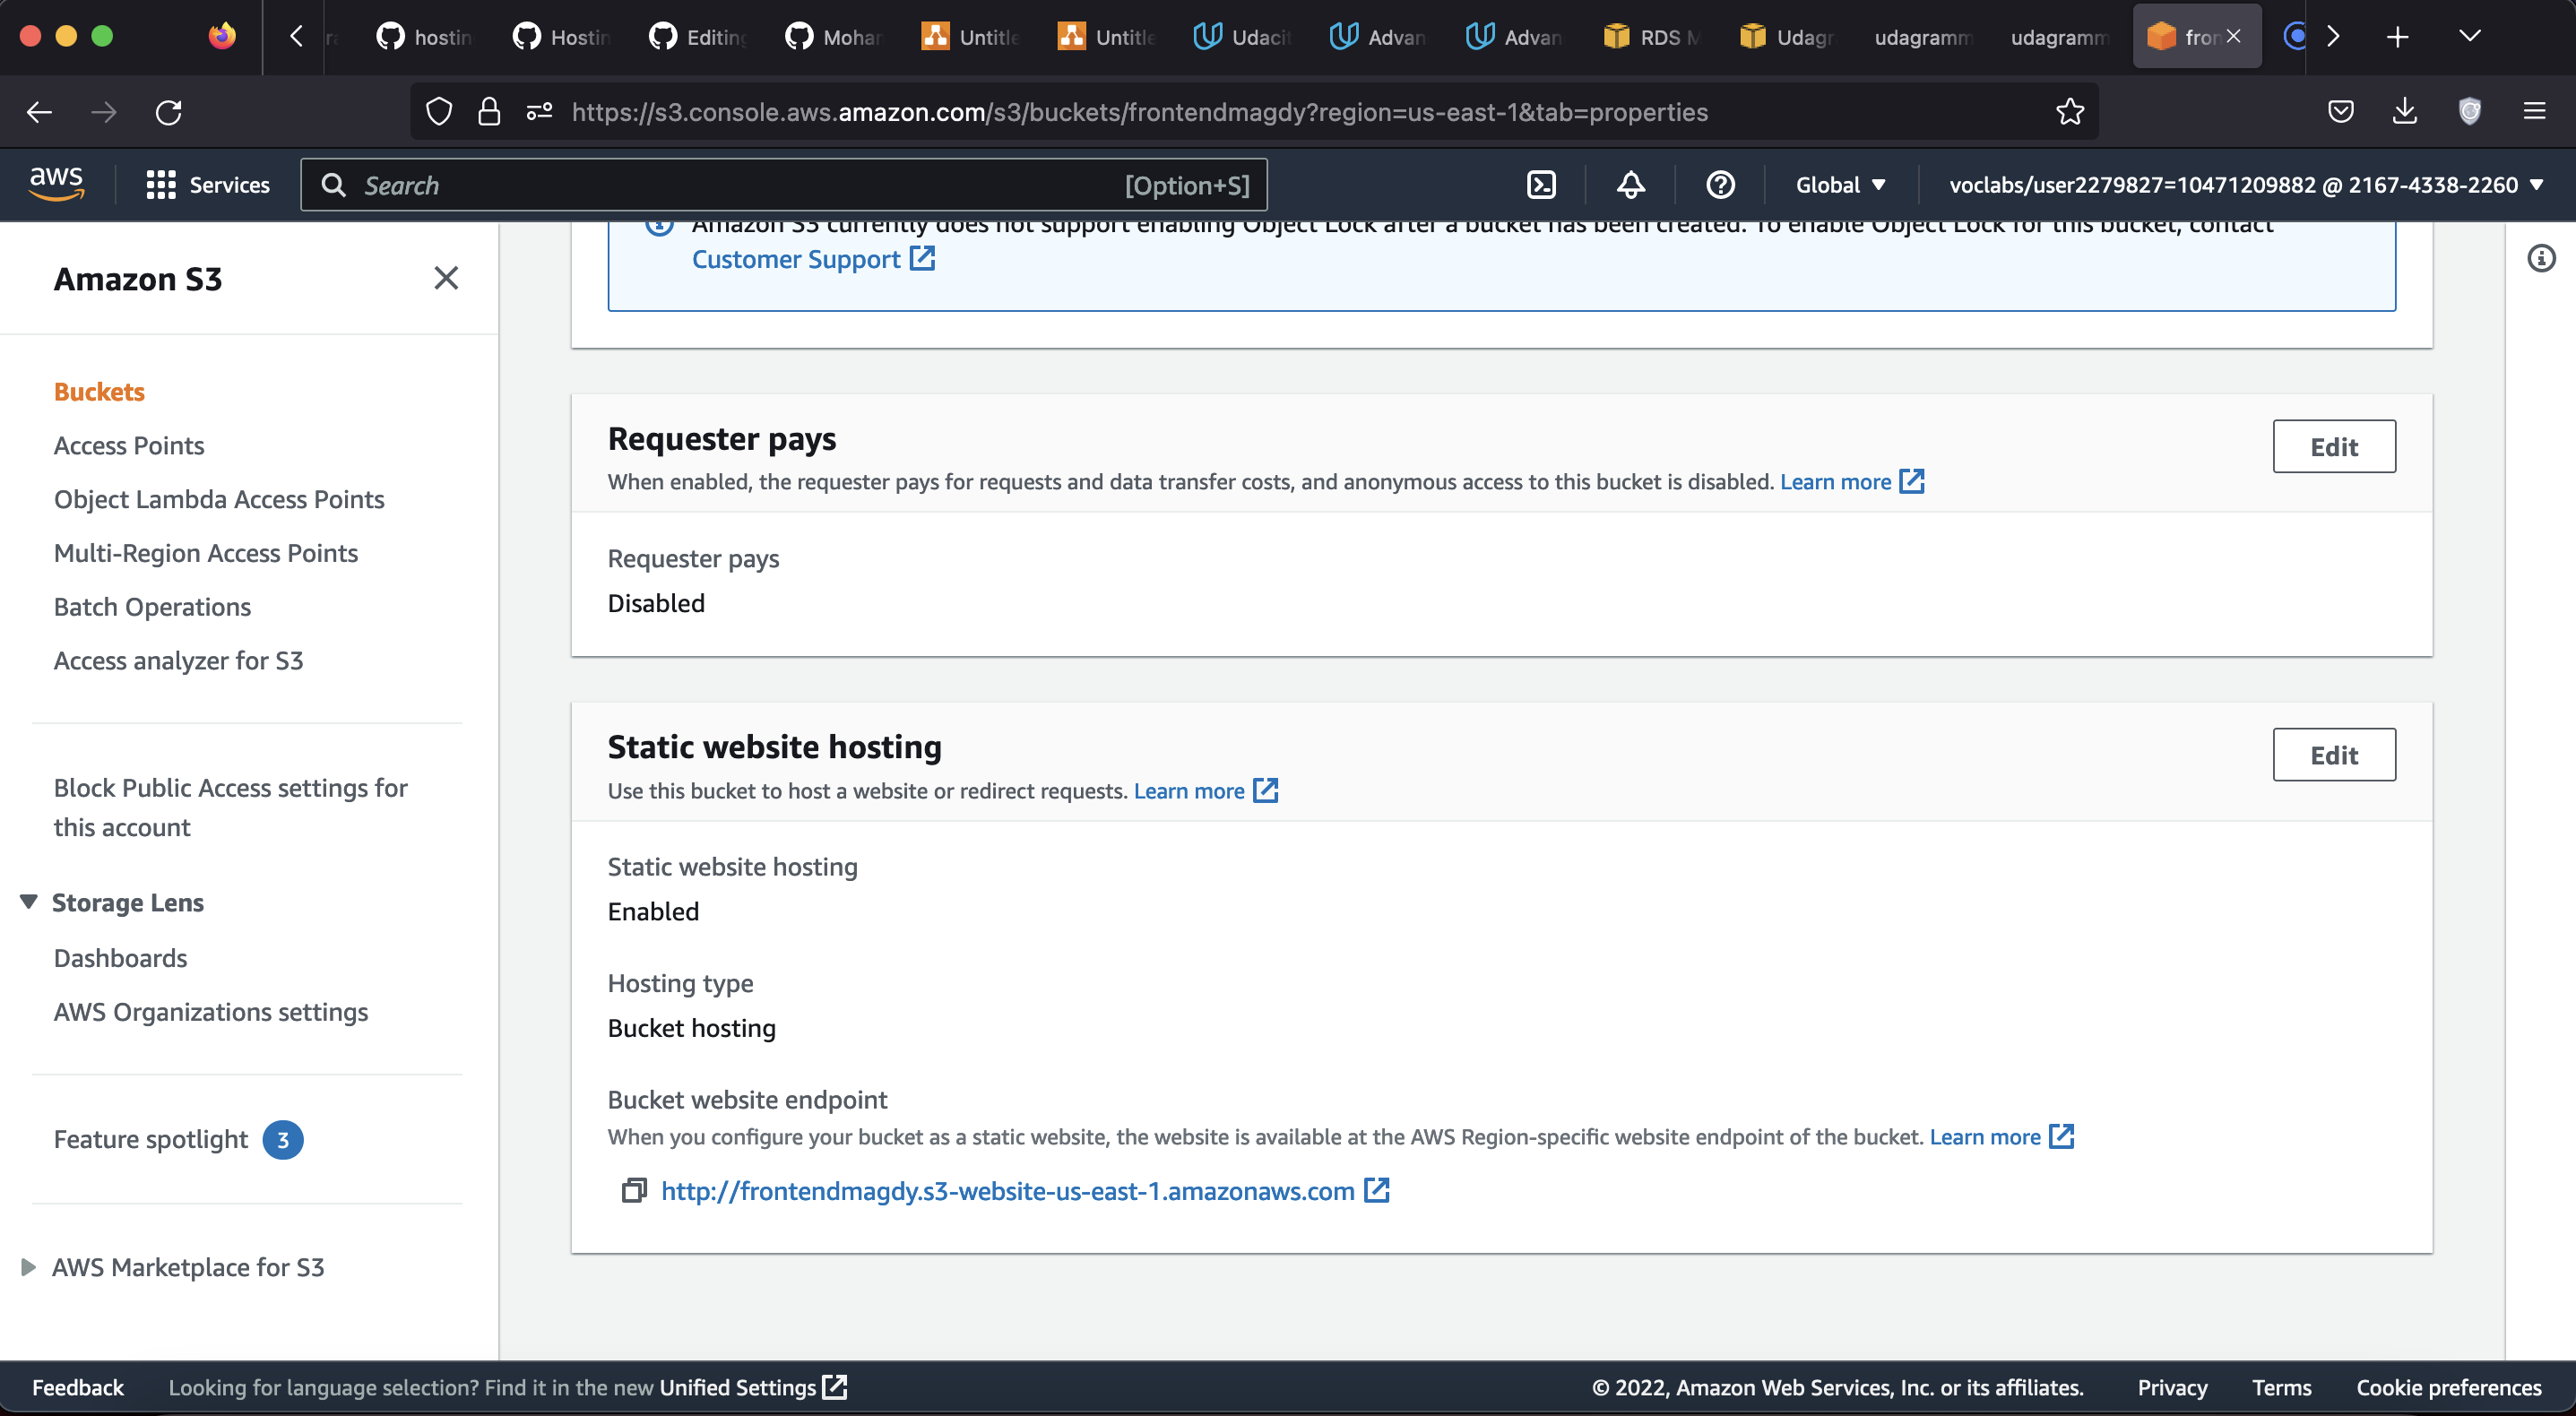 hostin Hostin Editing Mohar Untitle Untitle Udacit Advan Advan RDS M Udagr udagramm udagramm fron
https://s3.console.aws.amazon.com/s3/buckets/frontendmagdy?region=us-east-1&tab=properties
aws Services Search [Option+S] Global voclabs/user2279827=10471209882 @ 2167-4338-2260
Amazon S3
Buckets
Access Points
Object Lambda Access Points
Multi-Region Access Points
Batch Operations
Access analyzer for S3
Block Public Access settings for
this account
Storage Lens
Dashboards
AWS Organizations settings
Feature spotlight 3
AWS Marketplace for S3
Amazon S3 currently does not support enabling Object Lock after a bucket has been created. To enable Object Lock for this bucket, contact
Customer Support
Requester pays
Edit
When enabled, the requester pays for requests and data transfer costs, and anonymous access to this bucket is disabled. Learn more
Requester pays
Disabled
Static website hosting
Edit
Use this bucket to host a website or redirect requests. Learn more
Static website hosting
Enabled
Hosting type
Bucket hosting
Bucket website endpoint
When you configure your bucket as a static website, the website is available at the AWS Region-specific website endpoint of the bucket. Learn more
http://frontendmagdy.s3-website-us-east-1.amazonaws.com
Feedback Looking for language selection? Find it in the new Unified Settings © 2022, Amazon Web Services, Inc. or its affiliates. Privacy Terms Cookie preferences